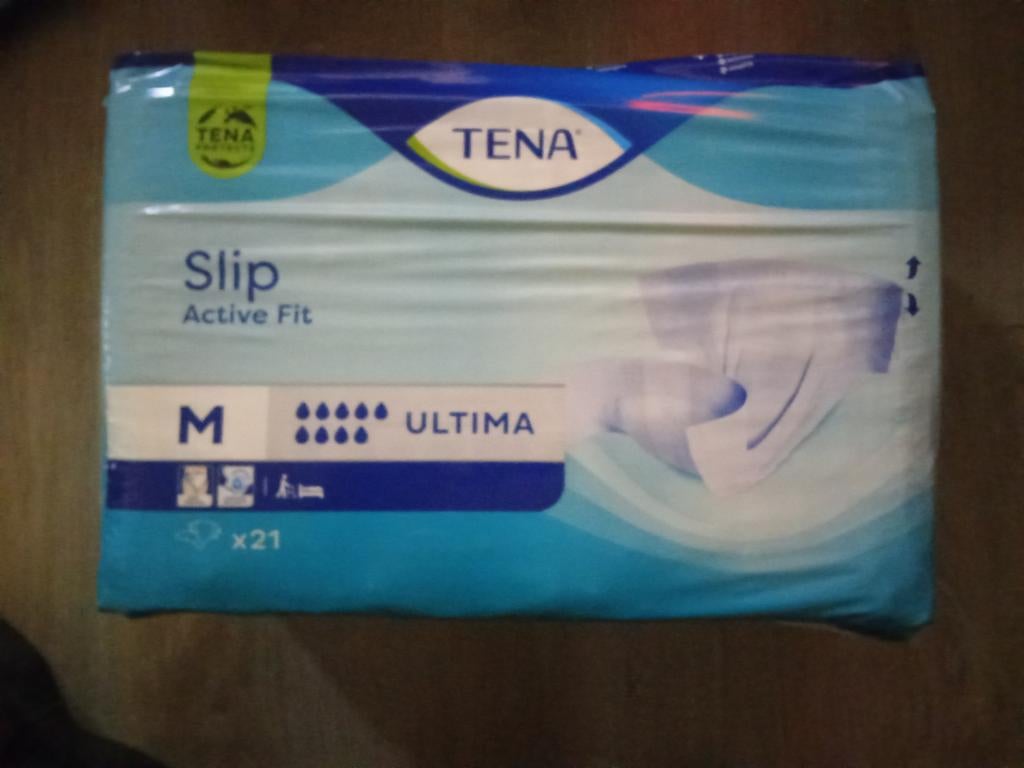 TENA
PROTECTS
TENA
Slip
Active Fit
M
ULTIMA
x21